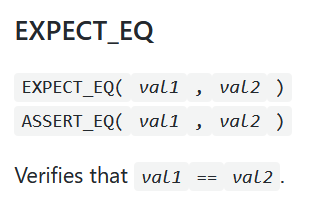 EXPECT_EQ
EXPECT_EQ( val1 , val2 )
ASSERT_EQ( val1 , val2 )
Verifies that val1 == val2 .